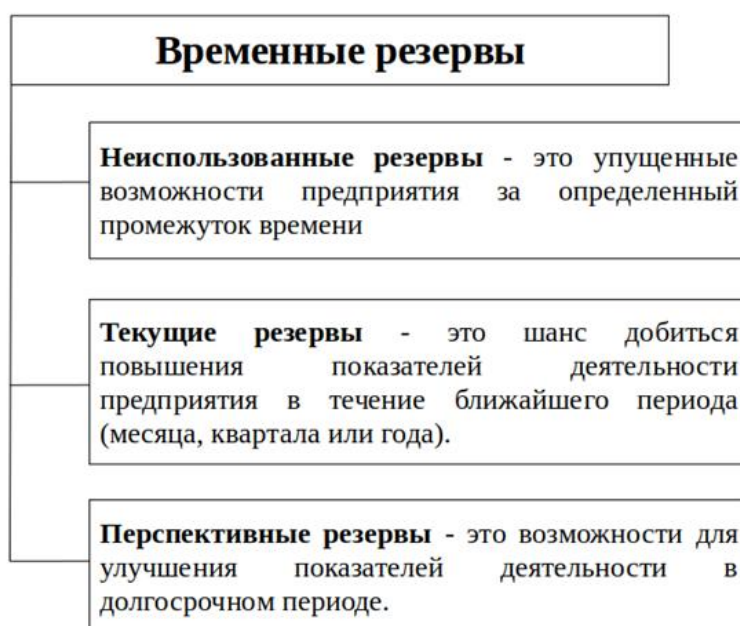 Временные резервы
Неиспользованные резервы - это упущенные
возможности предприятия за определенный
промежуток времени
Текущие резервы - это шанс добиться
повышения показателей деятельности
предприятия в течение ближайшего периода
(месяца, квартала или года).
Перспективные резервы - это возможности для
улучшения показателей деятельности в
долгосрочном периоде.